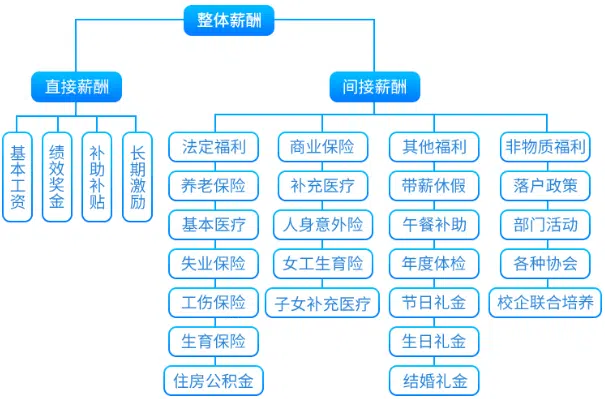 整体薪酬
直接薪酬
间接薪酬
基本工资
绩效奖金
补助补贴
长期激励
法定福利
养老保险
基本医疗
失业保险
工伤保险
生育保险
住房公积金
商业保险
补充医疗
人身意外险
女工生育险
子女补充医疗
其他福利
带薪休假
午餐补助
年度体检
节日礼金
生日礼金
结婚礼金
非物质福利
落户政策
部门活动
各种协会
校企联合培养